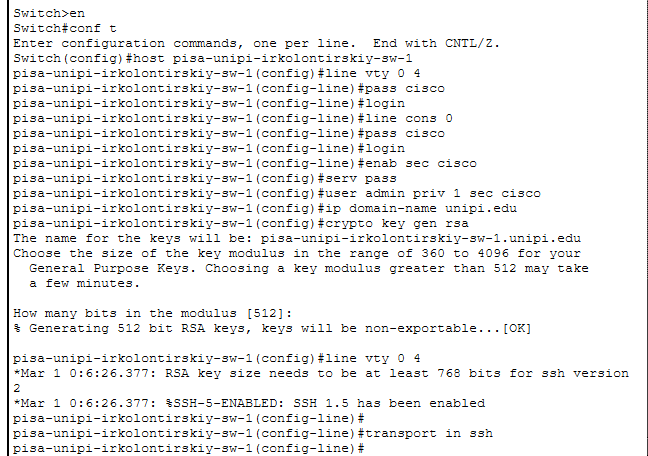 Switch>en
Switch#conf t
Enter configuration commands, one per line.  End with CNTL/Z.
Switch(config)#host pisa-unipi-irkolontirskiy-sw-1
pisa-unipi-irkolontirskiy-sw-1(config)#line vty 0 4
pisa-unipi-irkolontirskiy-sw-1(config-line)#pass cisco
pisa-unipi-irkolontirskiy-sw-1(config-line)#login
pisa-unipi-irkolontirskiy-sw-1(config-line)#line cons 0
pisa-unipi-irkolontirskiy-sw-1(config-line)#pass cisco
pisa-unipi-irkolontirskiy-sw-1(config-line)#login
pisa-unipi-irkolontirskiy-sw-1(config-line)#enab sec cisco
pisa-unipi-irkolontirskiy-sw-1(config)#serv pass
pisa-unipi-irkolontirskiy-sw-1(config)#user admin priv 1 sec cisco
pisa-unipi-irkolontirskiy-sw-1(config)#ip domain-name unipi.edu
pisa-unipi-irkolontirskiy-sw-1(config)#crypto key gen rsa
The name for the keys will be: pisa-unipi-irkolontirskiy-sw-1.unipi.edu
Choose the size of the key modulus in the range of 360 to 4096 for your
  General Purpose Keys. Choosing a key modulus greater than 512 may take
  a few minutes.

How many bits in the modulus [512]:
% Generating 512 bit RSA keys, keys will be non-exportable...[OK]

pisa-unipi-irkolontirskiy-sw-1(config)#line vty 0 4
*Mar 1 0:6:26.377: RSA key size needs to be at least 768 bits for ssh version
2
*Mar 1 0:6:26.377: %SSH-5-ENABLED: SSH 1.5 has been enabled
pisa-unipi-irkolontirskiy-sw-1(config-line)#
pisa-unipi-irkolontirskiy-sw-1(config-line)#transport in ssh
pisa-unipi-irkolontirskiy-sw-1(config-line)#